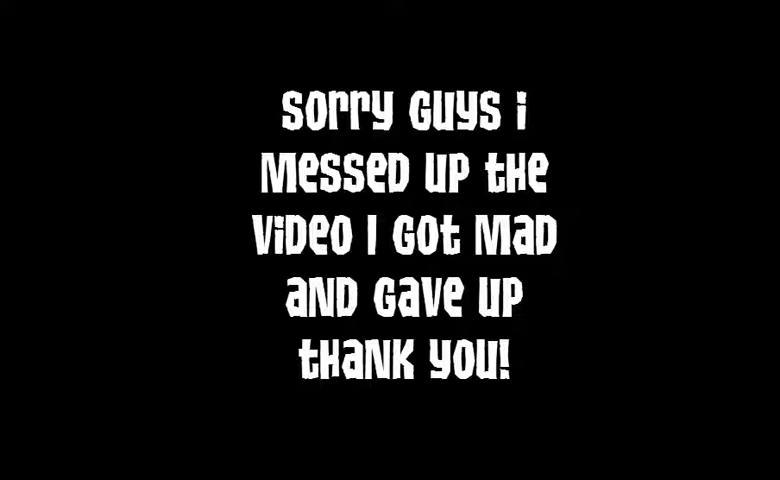 Sorry Guys i
Messed up the
Video I Got Mad
and Gave up
thank you!